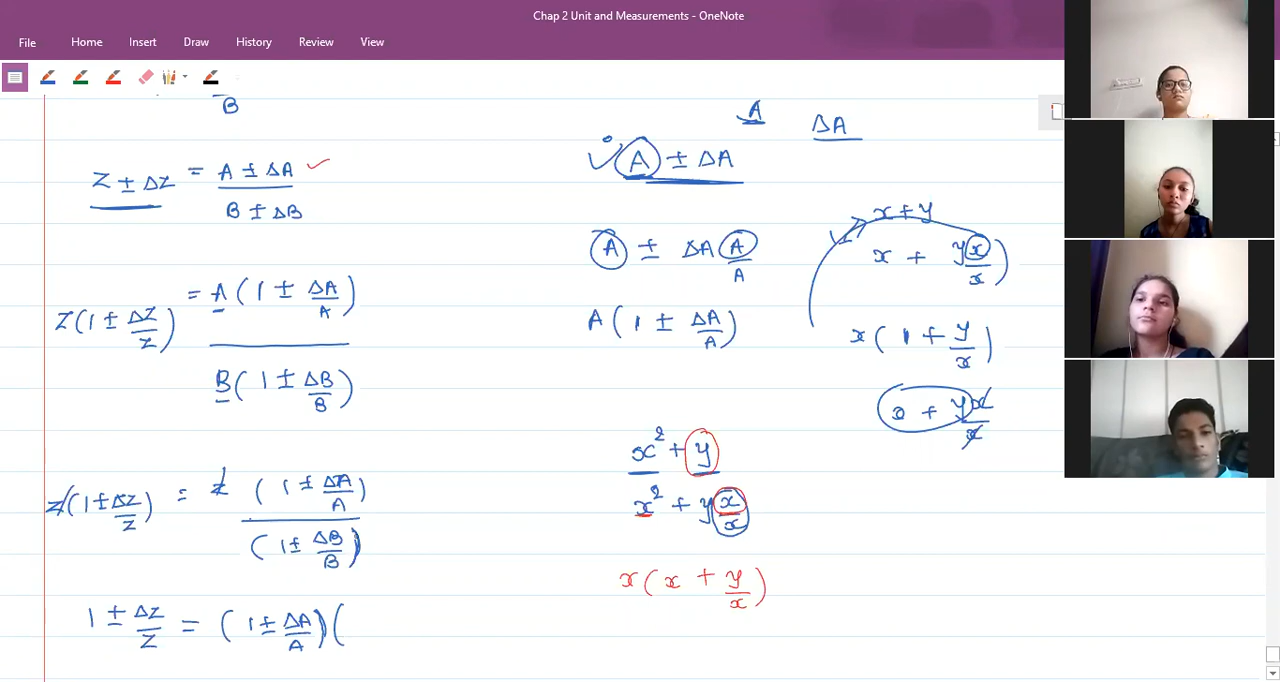 Chap 2 Unit and Measurements - OneNote
File Home Insert Draw History Review View
B
Z ± ΔZ = A ± ΔA ✓
B ± ΔB
Z(1 ± ΔZ/Z) = A(1 ± ΔA/A)
B(1 ± ΔB/B)
Z(1 ± ΔZ/Z) = Z (1 ± ΔA/A)
(1 ± ΔB/B)
1 ± ΔZ/Z = (1 ± ΔA/A)(
A ΔA
✓ A ± ΔA
A ± ΔA A/A
A(1 ± ΔA/A)
x + y
x + y x/x)
x(1 + y/x)
x + y x/x
x² + y
x² + y x/x
x(x + y/x)